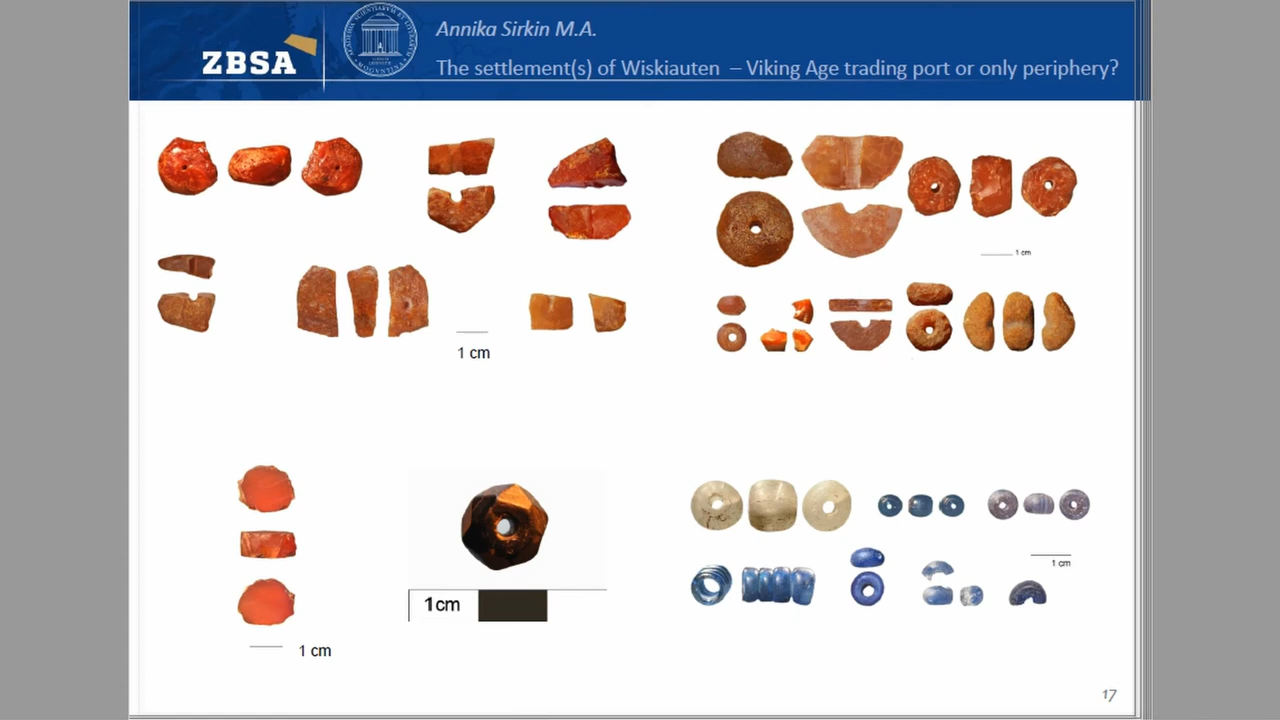 ZBSA
Annika Sirkin M.A.
The settlement(s) of Wiskiauten – Viking Age trading port or only periphery?
1 cm
1 cm
1 cm
1cm
1 cm
17